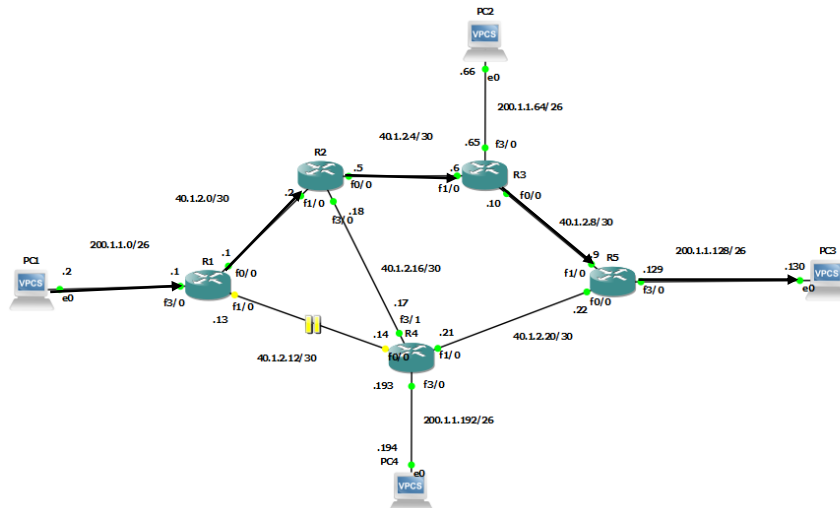 PC2
VPCS
.66
e0
200.1.1.64/26
40.1.2.4/30
.65
f3/0
R2
.5
f0/0
.6
f1/0
R3
f0/0
.10
40.1.2.0/30
.2
f1/0
.18
f3/0
40.1.2.8/30
PC1
200.1.1.0/26
.2
VPCS
e0
.1
R1
.1
f0/0
f3/0
f1/0
.13
40.1.2.16/30
.9
R5
f1/0
.129
200.1.1.128/26
PC3
.130
VPCS
e0
f0/0
f3/0
.22
.17
f3/1
R4
.14
f0/0
.21
f1/0
40.1.2.20/30
40.1.2.12/30
.193
f3/0
200.1.1.192/26
.194
PC4
e0
VPCS